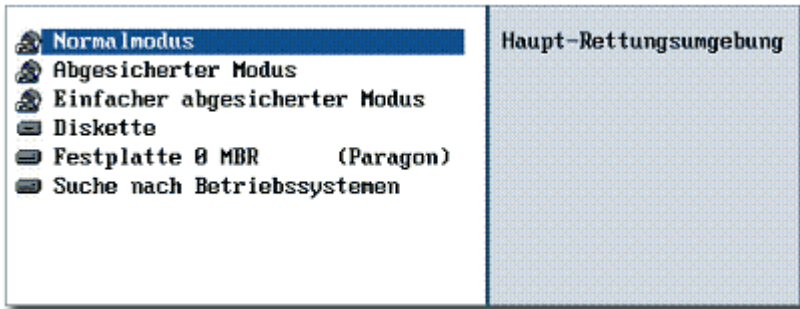 Normalmodus
Abgesicherter Modus
Einfacher abgesicherter Modus
Diskette
Festplatte 0 MBR (Paragon)
Suche nach Betriebssystemen
Haupt-Rettungsumgebung